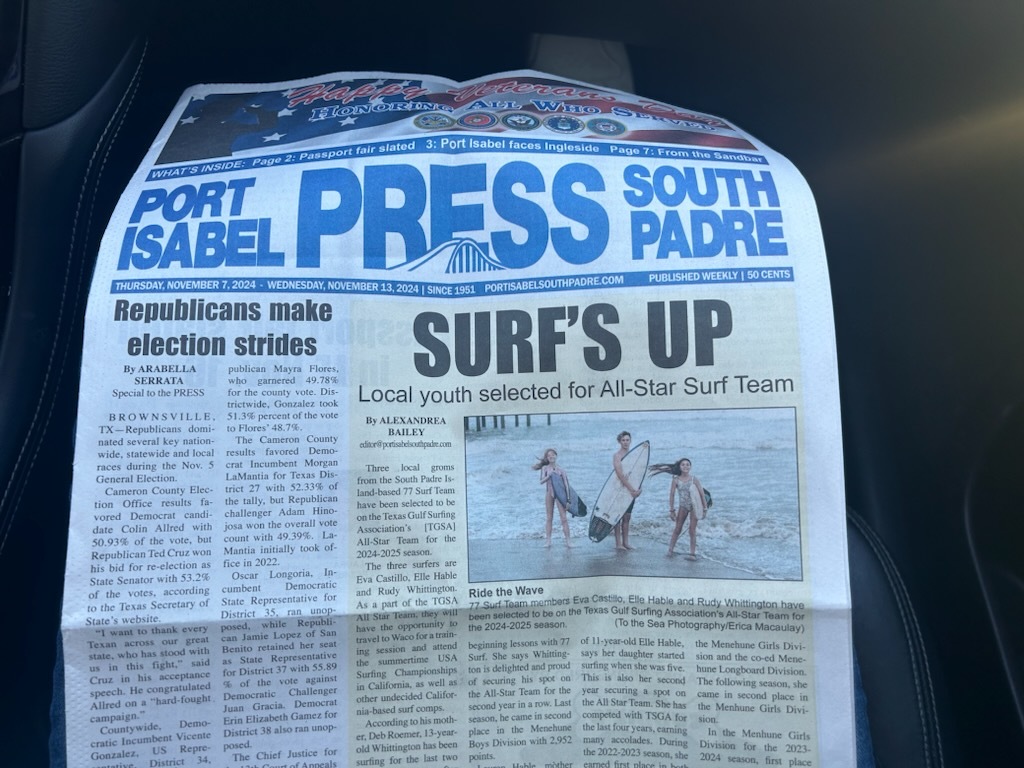 Happy Veterans Day
HONORING ALL WHO SERVED
WHAT'S INSIDE: Page 2: Passport fair slated 3: Port Isabel faces Ingleside Page 7: From the Sandbar
PORT
ISABEL
PRESS
SOUTH
PADRE
THURSDAY, NOVEMBER 7, 2024 - WEDNESDAY, NOVEMBER 13, 2024 | SINCE 1951 PORTISABELSOUTHPADRE.COM PUBLISHED WEEKLY | 50 CENTS
Republicans make
election strides
By ARABELLA
SERRATA
Special to the PRESS
BROWNSVILLE,
TX—Republicans domi-
nated several key nation-
wide, statewide and local
races during the Nov. 5
General Election.
Cameron County Elec-
tion Office results fa-
vored Democrat candi-
date Colin Allred with
50.93% of the vote, but
Republican Ted Cruz won
his bid for re-election as
State Senator with 53.2%
of the votes, according
to the Texas Secretary of
State's website.
"I want to thank every
Texan across our great
state, who has stood with
us in this fight," said
Cruz in his acceptance
speech. He congratulated
Allred on a "hard-fought
campaign."
Countywide, Demo-
cratic Incumbent Vicente
Gonzalez, US Repre-
sentative, District 34,
publican Mayra Flores,
who garnered 49.78%
for the county vote. Dis-
trictwide, Gonzalez took
51.3% percent of the vote
to Flores' 48.7%.
The Cameron County
results favored Demo-
crat Incumbent Morgan
LaMantia for Texas Dis-
trict 27 with 52.33% of
the tally, but Republican
challenger Adam Hino-
josa won the overall vote
count with 49.39%. La-
Mantia initially took of-
fice in 2022.
Oscar Longoria, In-
cumbent Democratic
State Representative for
District 35, ran unop-
posed, while Republi-
can Jamie Lopez of San
Benito retained her seat
as State Representative
for District 37 with 55.89
% of the vote against
Democratic Challenger
Juan Gracia. Democrat
Erin Elizabeth Gamez for
District 38 also ran unop-
posed.
The Chief Justice for
13th Court of Appeals
SURF'S UP
Local youth selected for All-Star Surf Team
By ALEXANDREA
BAILEY
editor@portisabelsouthpadre.com
Three local groms
from the South Padre Is-
land-based 77 Surf Team
have been selected to be
on the Texas Gulf Surfing
Association's [TGSA]
All-Star Team for the
2024-2025 season.
The three surfers are
Eva Castillo, Elle Hable
and Rudy Whittington.
As a part of the TGSA
All Star Team, they will
have the opportunity to
travel to Waco for a train-
ing session and attend
the summertime USA
Surfing Championships
in California, as well as
other undecided Califor-
nia-based surf comps.
According to his moth-
er, Deb Roemer, 13-year-
old Whittington has been
surfing for the last two
Ride the Wave
77 Surf Team members Eva Castillo, Elle Hable and Rudy Whittington have
been selected to be on the Texas Gulf Surfing Association's All-Star Team for
the 2024-2025 season. (To the Sea Photography/Erica Macaulay)
beginning lessons with 77
Surf. She says Whitting-
ton is delighted and proud
of securing his spot on
the All-Star Team for the
second year in a row. Last
season, he came in second
place in the Menehune
Boys Division with 2,952
points.
Lauren Hable, mother
of 11-year-old Elle Hable,
says her daughter started
surfing when she was five.
This is also her second
year securing a spot on
the All Star Team. She has
competed with TGSA for
the last four years, earning
many accolades. During
the 2022-2023 season, she
earned first place in both
the Menehune Girls Divi-
sion and the co-ed Mene-
hune Longboard Division.
The following season, she
came in second place in
the Menehune Girls Divi-
sion.
In the Menhune Girls
Division for the 2023-
2024 season, first place